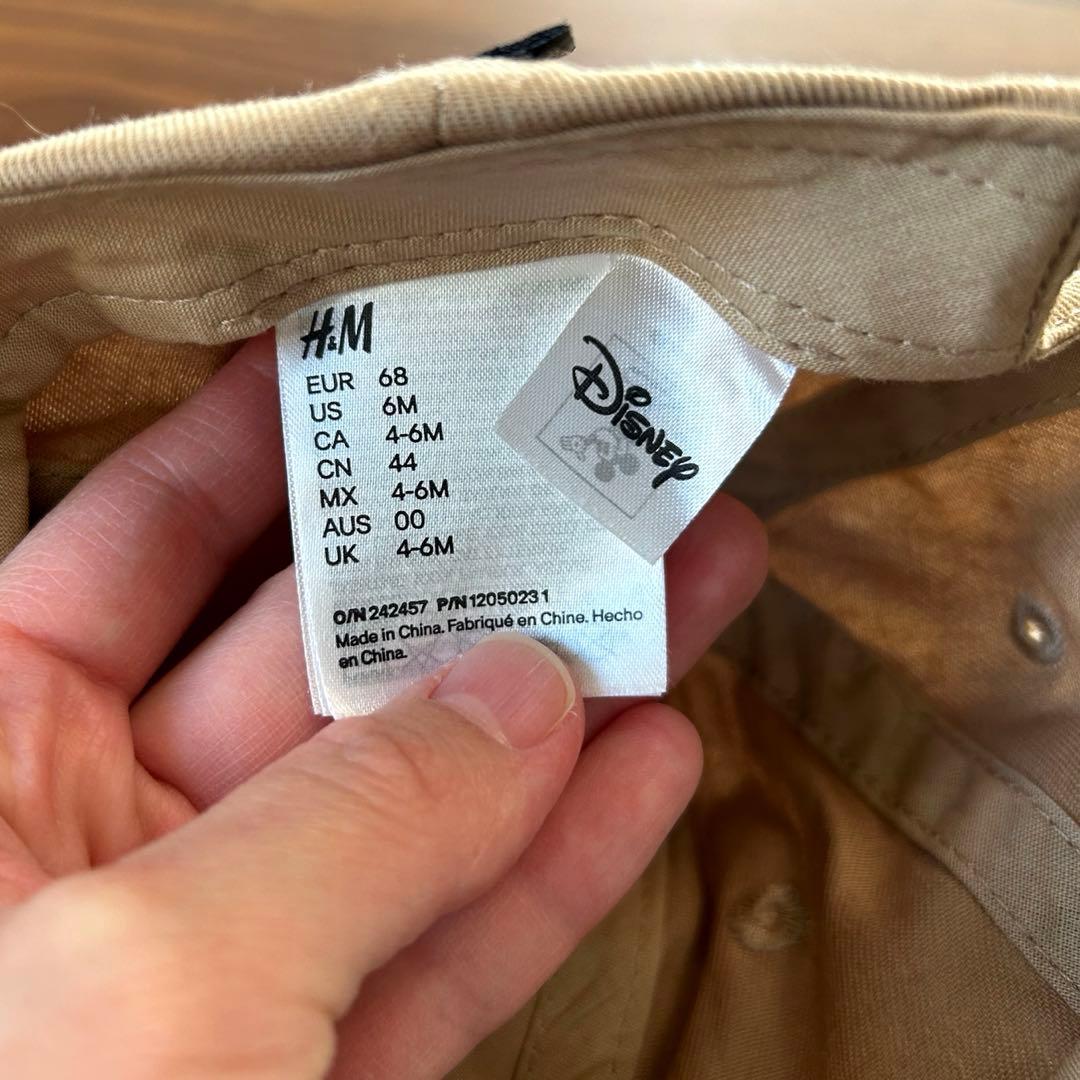 H&M
EUR 68
US 6M
CA 4-6M
CN 44
MX 4-6M
AUS 00
UK 4-6M
O/N 242457 P/N 12050231
Made in China. Fabriqué en Chine. Hecho
en China.
Disney